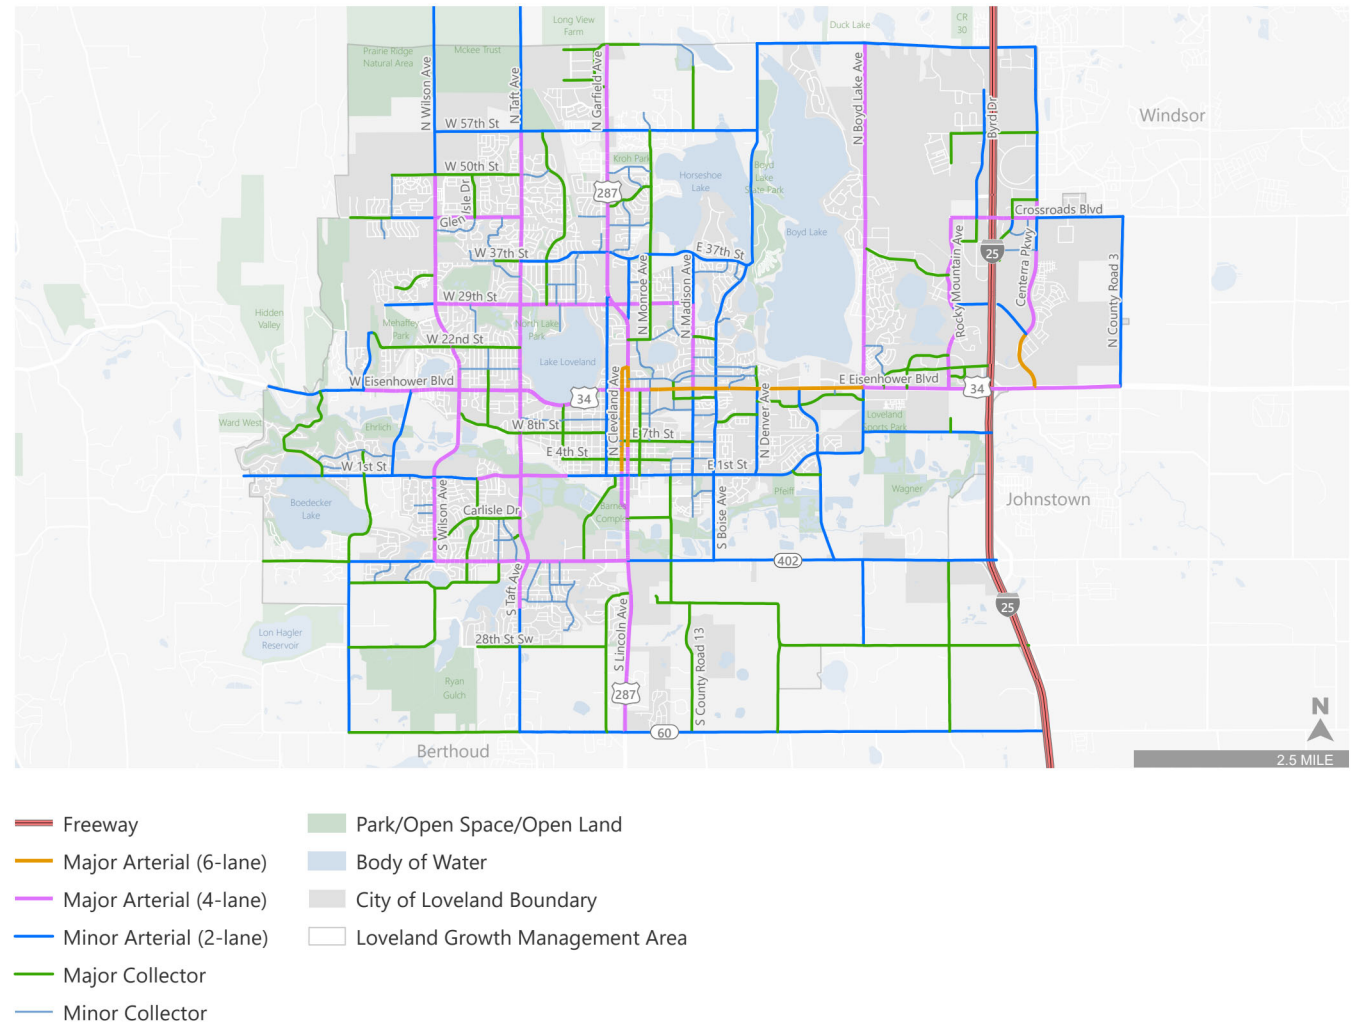 Long View
Farm
Duck Lake
CR
30
Prairie Ridge
Natural Area
Mckee Trust
N Wilson Ave
N Taft Ave
N Garfield Ave
N Boyd Lake Ave
Byrd Dr
Windsor
W 57th St
W 50th St
Kroh Park
Horseshoe
Lake
Boyd
Lake
State Park
287
Glen Isle Dr
Crossroads Blvd
Boyd Lake
W 37th St
E 37th St
25
Rocky Mountain Ave
Centerra Pkwy
N County Road 3
N Monroe Ave
N Madison Ave
W 29th St
Hidden
Valley
Mehaffey
Park
North Lake
Park
W 22nd St
Lake Loveland
W Eisenhower Blvd
E Eisenhower Blvd
34
34
N Cleveland Ave
N Denver Ave
Ward West
Ehrlich
W 8th St
E 7th St
Loveland
Sports Park
E 4th St
W 1st St
E 1st St
Boedecker
Lake
S Wilson Ave
Carlisle Dr
Barnes
Complex
S Boise Ave
Pfeiff
Wagner
Johnstown
402
S Taft Ave
25
Lon Hagler
Reservoir
28th St Sw
S Lincoln Ave
S County Road 13
Ryan
Gulch
287
60
Berthoud
N
2.5 MILE
Freeway
Major Arterial (6-lane)
Major Arterial (4-lane)
Minor Arterial (2-lane)
Major Collector
Minor Collector
Park/Open Space/Open Land
Body of Water
City of Loveland Boundary
Loveland Growth Management Area